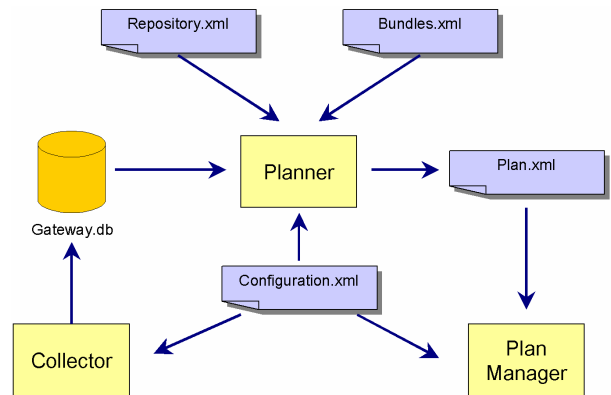 Repository.xml
Bundles.xml
Planner
Plan.xml
Gateway.db
Configuration.xml
Collector
Plan
Manager